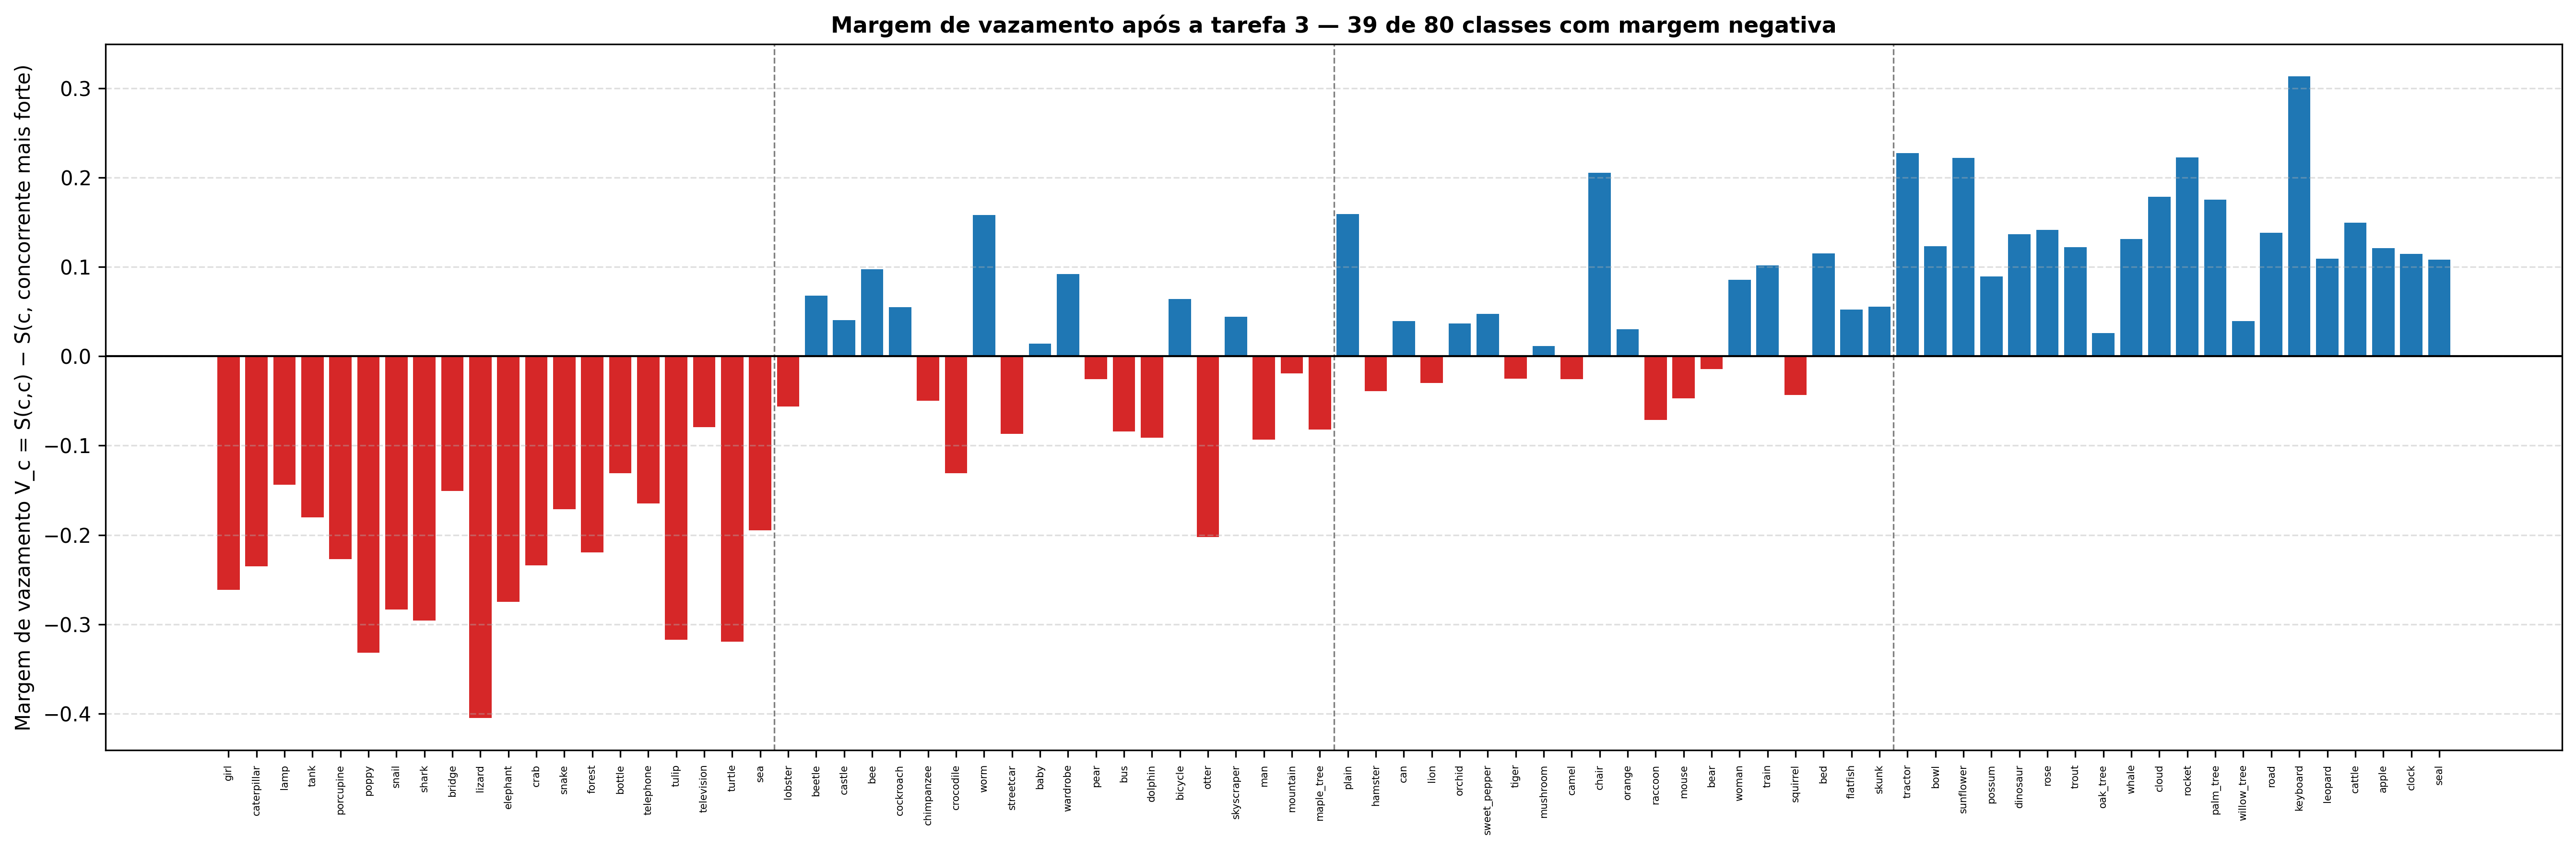 Margem de vazamento após a tarefa 3 — 39 de 80 classes com margem negativa
Margem de vazamento V_c = S(c,c) − S(c, concorrente mais forte)
0.3
0.2
0.1
0.0
−0.1
−0.2
−0.3
−0.4
girl
caterpillar
lamp
tank
porcupine
poppy
snail
shark
bridge
lizard
elephant
crab
snake
forest
bottle
telephone
tulip
television
turtle
sea
lobster
beetle
castle
bee
cockroach
chimpanzee
crocodile
worm
streetcar
baby
wardrobe
pear
bus
dolphin
bicycle
otter
skyscraper
man
mountain
maple_tree
plain
hamster
can
lion
orchid
sweet_pepper
tiger
mushroom
camel
chair
orange
raccoon
mouse
bear
woman
train
squirrel
bed
flatfish
skunk
tractor
bowl
sunflower
possum
dinosaur
rose
trout
oak_tree
whale
cloud
rocket
palm_tree
willow_tree
road
keyboard
leopard
cattle
apple
clock
seal